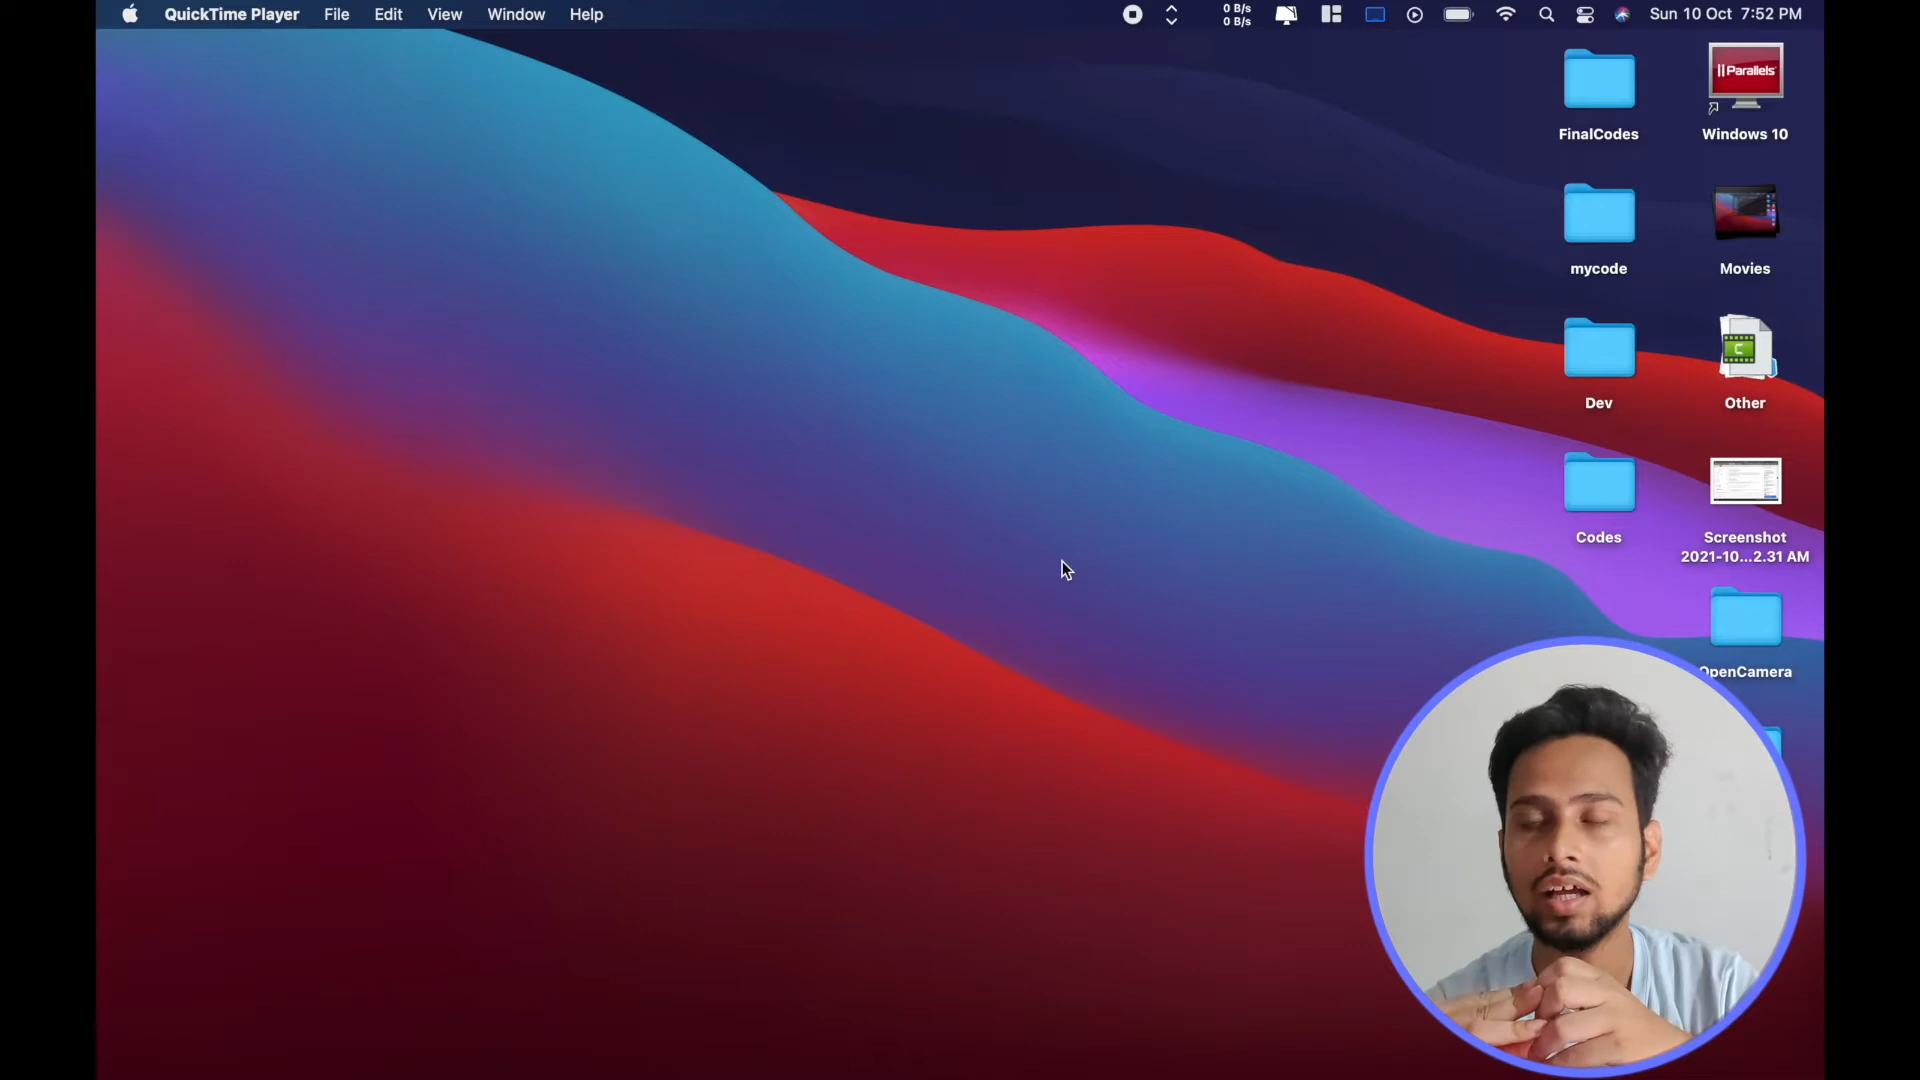 QuickTime Player File Edit View Window Help 0 B/s Sun 10 Oct 7:52 PM
0 B/s
Parallels
FinalCodes Windows 10
mycode Movies
C
Dev Other
Codes Screenshot
2021-10...2.31 AM
OpenCamera